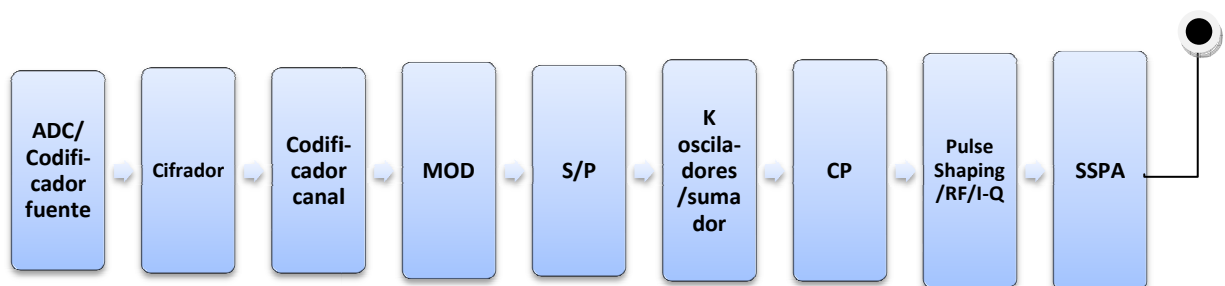 ADC/
Codifi-
cador
fuente
Cifrador
Codifi-
cador
canal
MOD
S/P
K
oscila-
dores
/suma
dor
CP
Pulse
Shaping
/RF/I-Q
SSPA